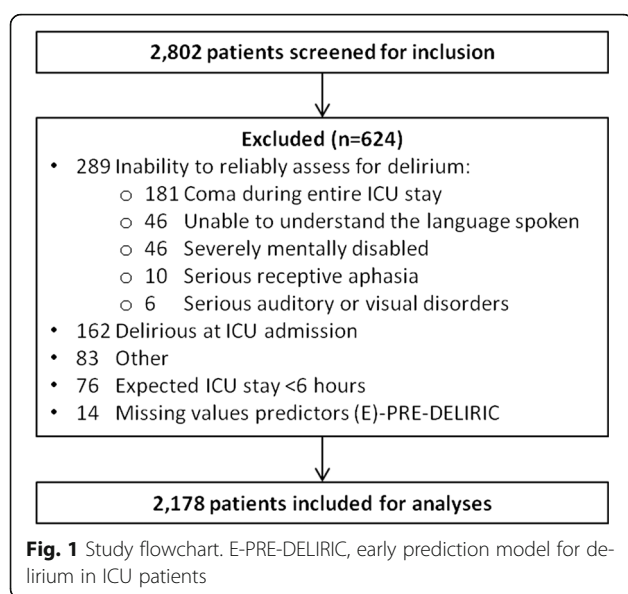 2,802 patients screened for inclusion
Excluded (n=624)
• 289 Inability to reliably assess for delirium:
o 181 Coma during entire ICU stay
o 46 Unable to understand the language spoken
o 46 Severely mentally disabled
o 10 Serious receptive aphasia
o 6 Serious auditory or visual disorders
• 162 Delirious at ICU admission
• 83 Other
• 76 Expected ICU stay <6 hours
• 14 Missing values predictors (E)-PRE-DELIRIC
2,178 patients included for analyses
Fig. 1 Study flowchart. E-PRE-DELIRIC, early prediction model for de-
lirium in ICU patients